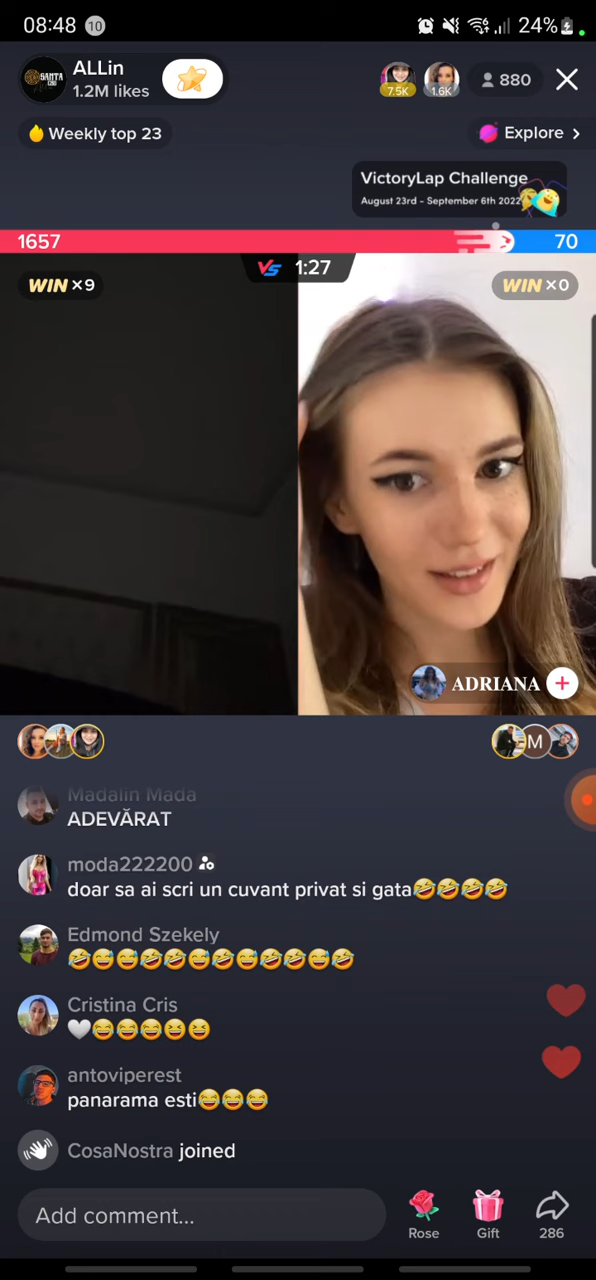 08:48 10 24%
ALLin
1.2M likes
7.5K 1.6K 880
Weekly top 23
Explore
VictoryLap Challenge
August 23rd - September 6th 2022
1657 70
VS 1:27
WIN ×9 WIN ×0
SANTA
ADRIANA
M
Madalin Mada
ADEVĂRAT
moda222200
doar sa ai scri un cuvant privat si gata🤣🤣🤣🤣
Edmond Szekely
🤣😅😅🤣🤣😅🤣😅🤣🤣😅🤣
Cristina Cris
🤍😂😂😂😆😆
antoviperest
panarama esti😂😂😂
CosaNostra joined
Add comment...
Rose Gift 286